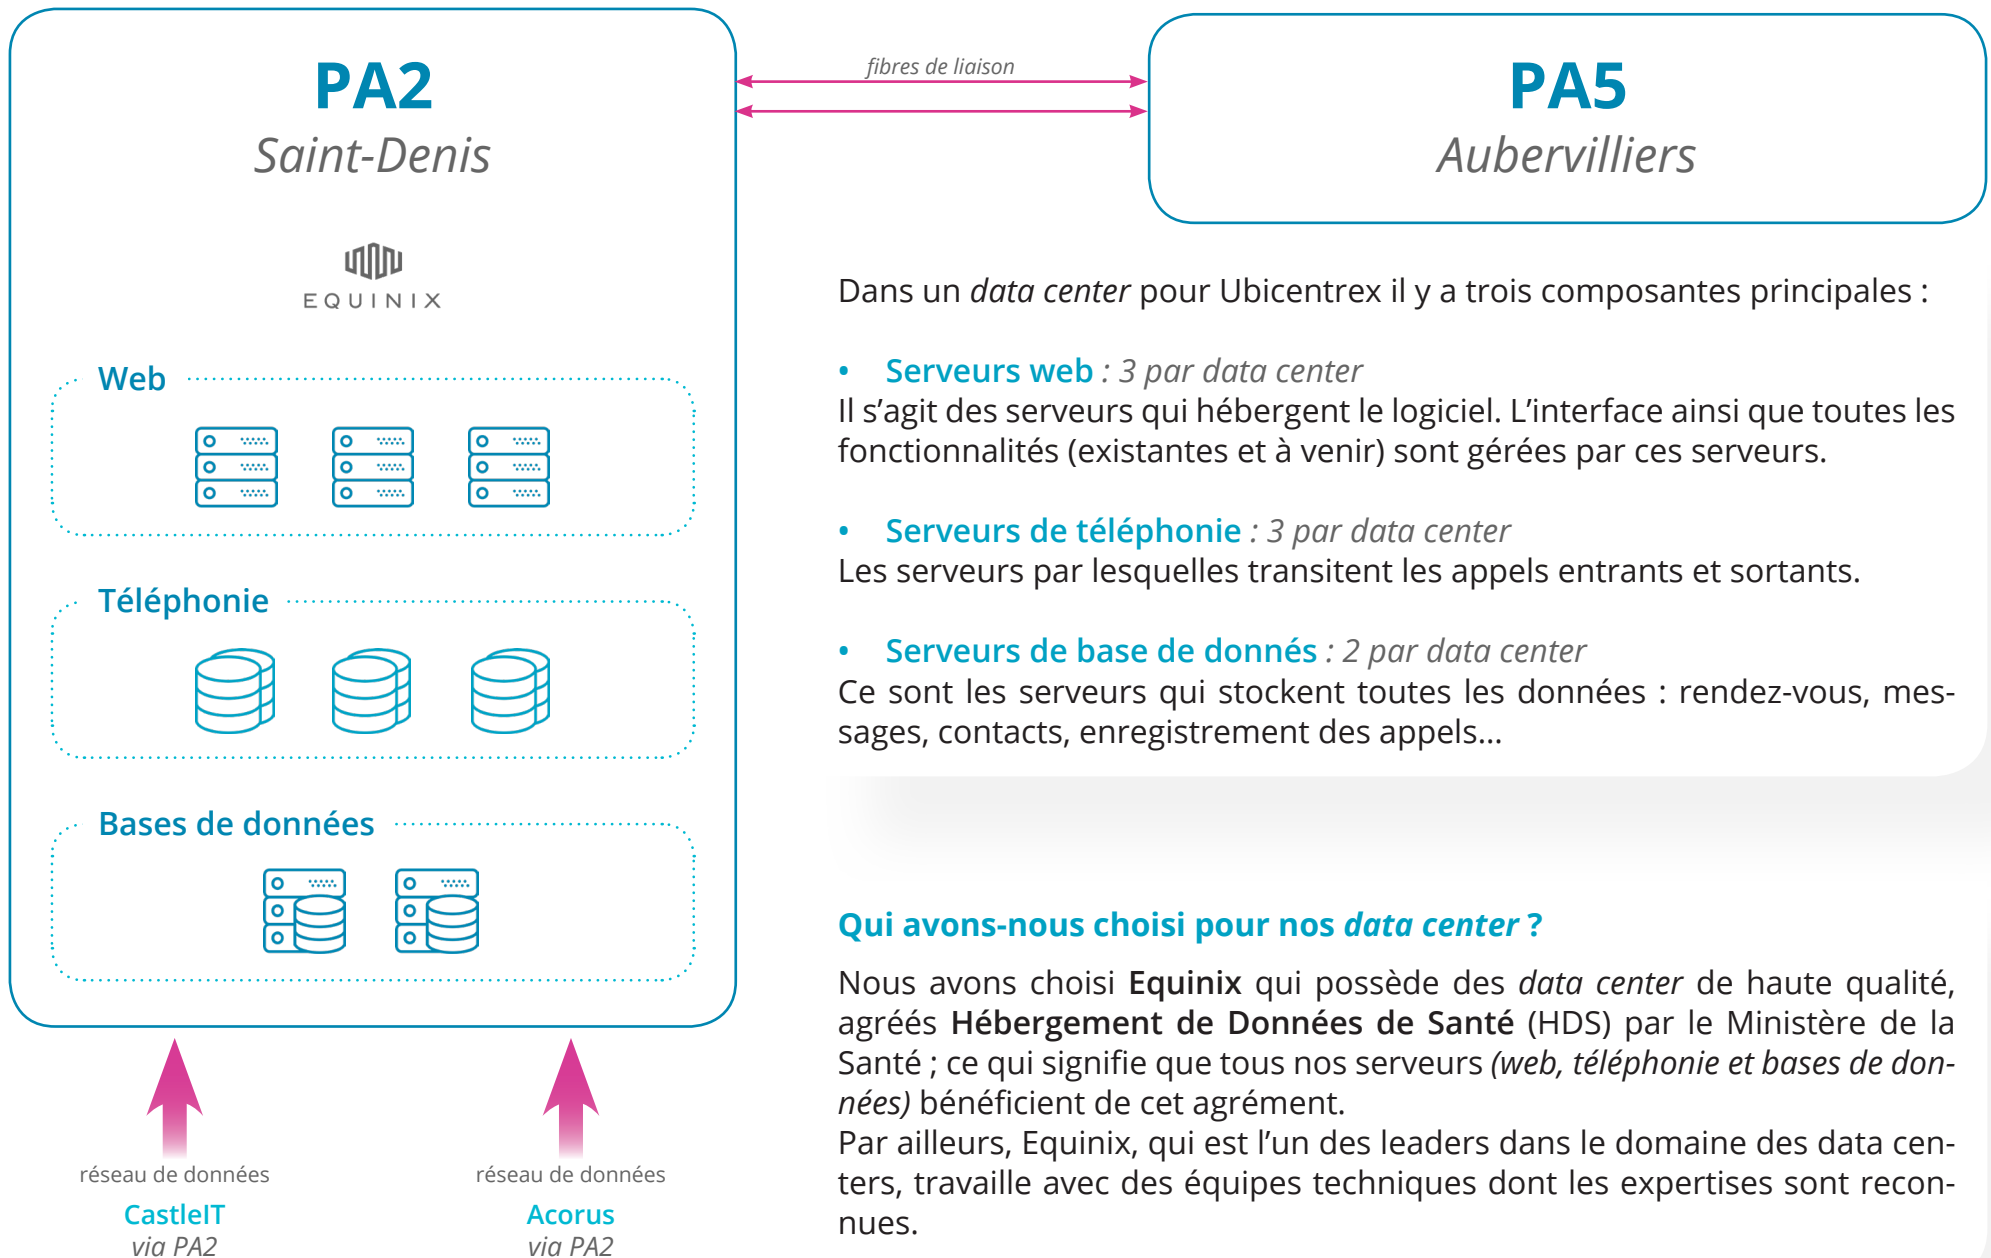 PA2
Saint-Denis
EQUINIX
Web
Téléphonie
Bases de données
réseau de données
CastleIT
via PA2
réseau de données
Acorus
via PA2
fibres de liaison
PA5
Aubervilliers
Dans un data center pour Ubicentrex il y a trois composantes principales :
• Serveurs web : 3 par data center
Il s’agit des serveurs qui hébergent le logiciel. L’interface ainsi que toutes les
fonctionnalités (existantes et à venir) sont gérées par ces serveurs.
• Serveurs de téléphonie : 3 par data center
Les serveurs par lesquelles transitent les appels entrants et sortants.
• Serveurs de base de donnés : 2 par data center
Ce sont les serveurs qui stockent toutes les données : rendez-vous, mes-
sages, contacts, enregistrement des appels...
Qui avons-nous choisi pour nos data center ?
Nous avons choisi Equinix qui possède des data center de haute qualité,
agréés Hébergement de Données de Santé (HDS) par le Ministère de la
Santé ; ce qui signifie que tous nos serveurs (web, téléphonie et bases de don-
nées) bénéficient de cet agrément.
Par ailleurs, Equinix, qui est l’un des leaders dans le domaine des data cen-
ters, travaille avec des équipes techniques dont les expertises sont recon-
nues.